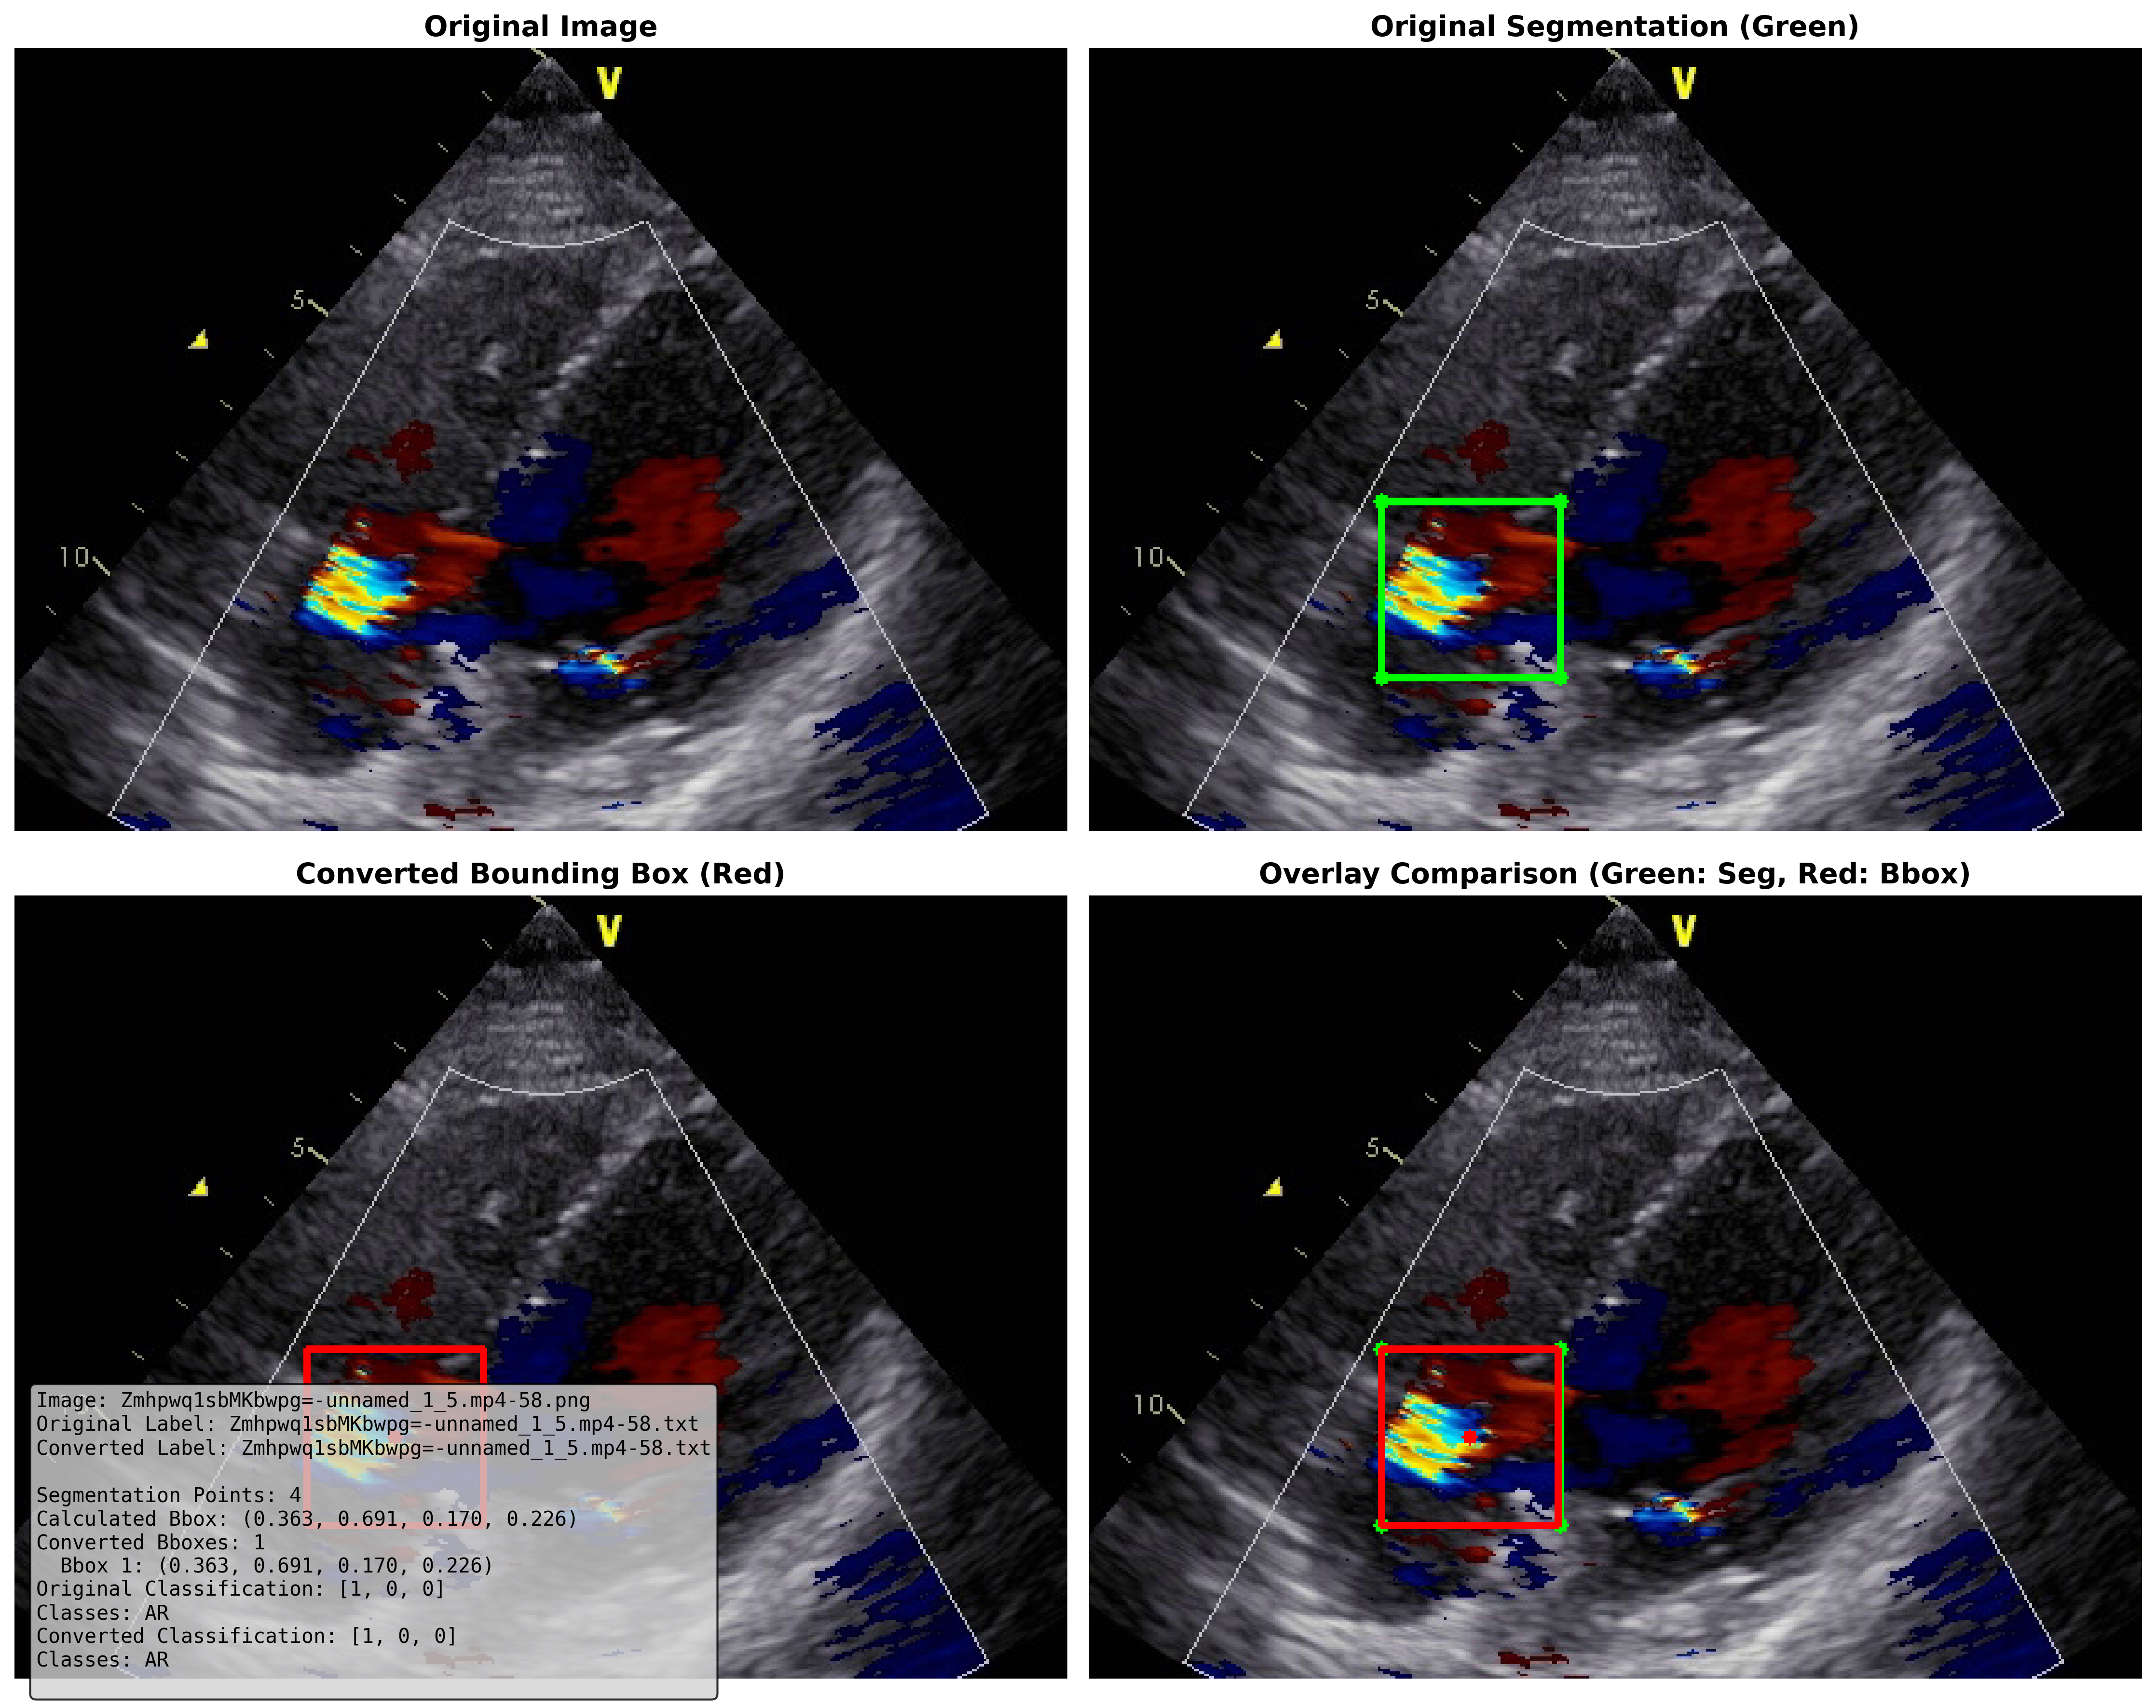 Original Image
V
5
10
Original Segmentation (Green)
V
5
10
Converted Bounding Box (Red)
V
5
Image: Zmhpwq1sbMKbwpg=-unnamed_1_5.mp4-58.png
Original Label: Zmhpwq1sbMKbwpg=-unnamed_1_5.mp4-58.txt
Converted Label: Zmhpwq1sbMKbwpg=-unnamed_1_5.mp4-58.txt
Segmentation Points: 4
Calculated Bbox: (0.363, 0.691, 0.170, 0.226)
Converted Bboxes: 1
Bbox 1: (0.363, 0.691, 0.170, 0.226)
Original Classification: [1, 0, 0]
Classes: AR
Converted Classification: [1, 0, 0]
Classes: AR
Overlay Comparison (Green: Seg, Red: Bbox)
V
5
10